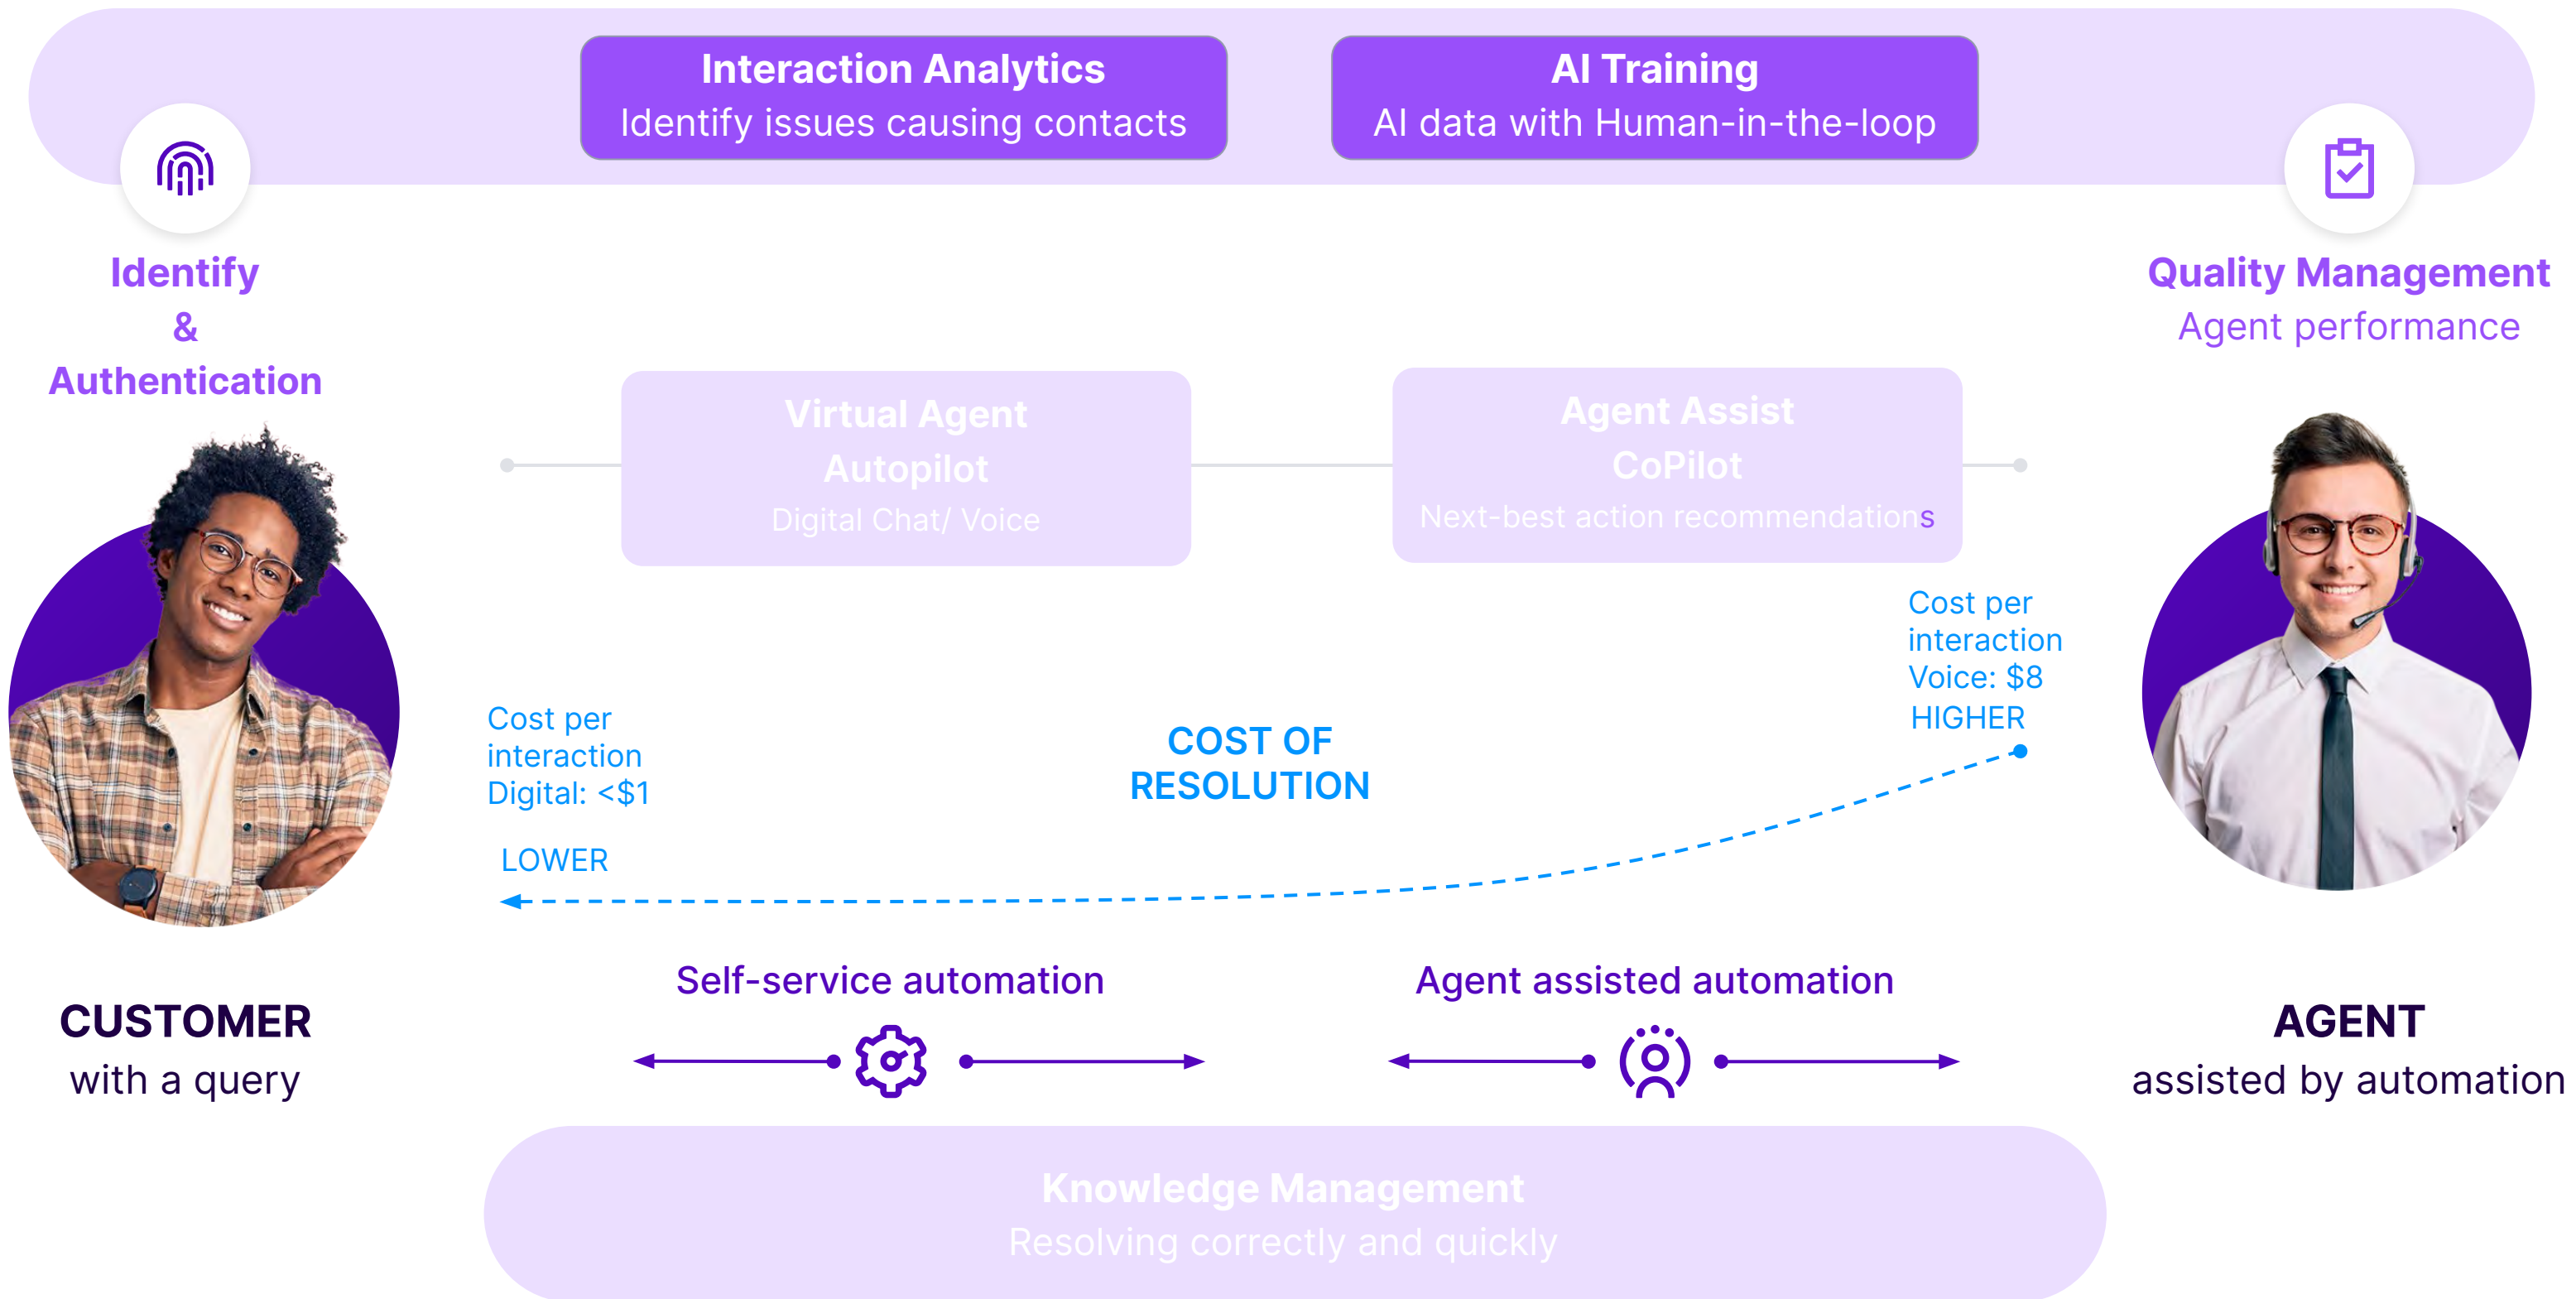 Interaction Analytics
Identify issues causing contacts
AI Training
AI data with Human-in-the-loop
Identify
&
Authentication
Quality Management
Agent performance
Virtual Agent
Autopilot
Digital Chat/ Voice
Agent Assist
CoPilot
Next-best action recommendations
Cost per
interaction
Voice: $8
HIGHER
Cost per
interaction
Digital: <$1
LOWER
COST OF
RESOLUTION
Self-service automation
Agent assisted automation
CUSTOMER
with a query
AGENT
assisted by automation
Knowledge Management
Resolving correctly and quickly